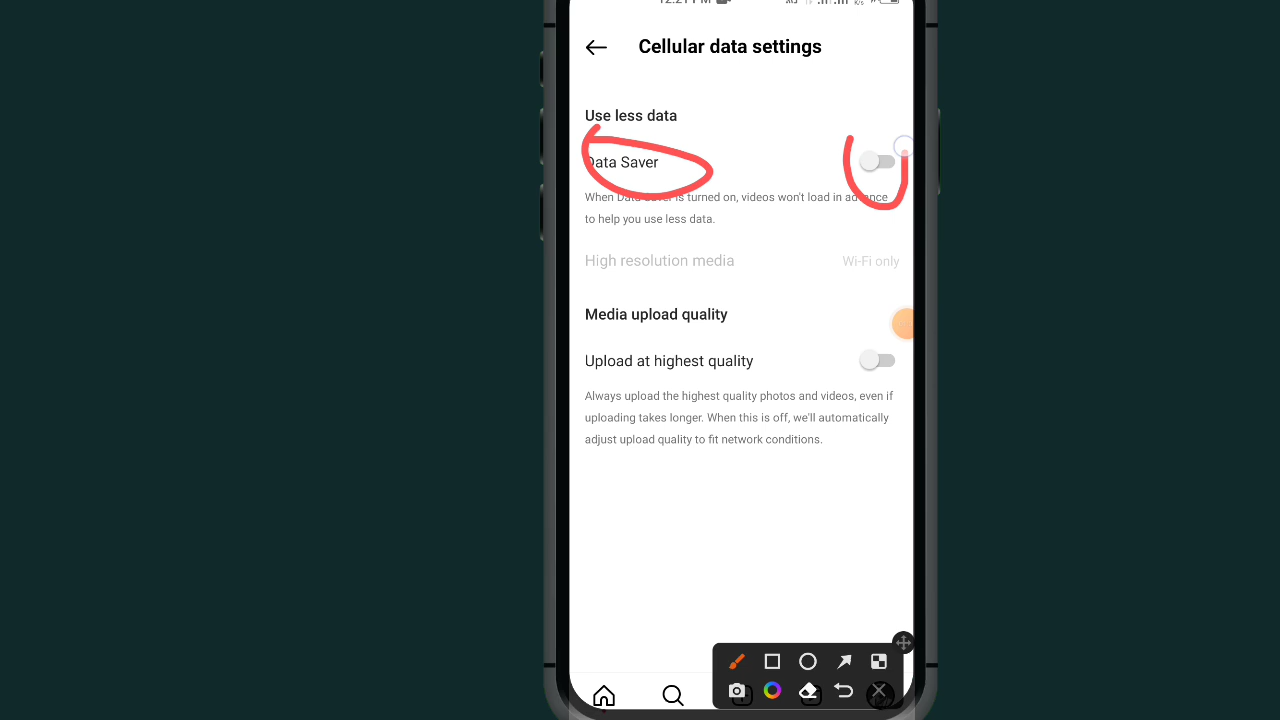 Cellular data settings
Use less data
Data Saver
When Data Saver is turned on, videos won't load in advance
to help you use less data.
High resolution media
Wi-Fi only
Media upload quality
Upload at highest quality
Always upload the highest quality photos and videos, even if
uploading takes longer. When this is off, we'll automatically
adjust upload quality to fit network conditions.